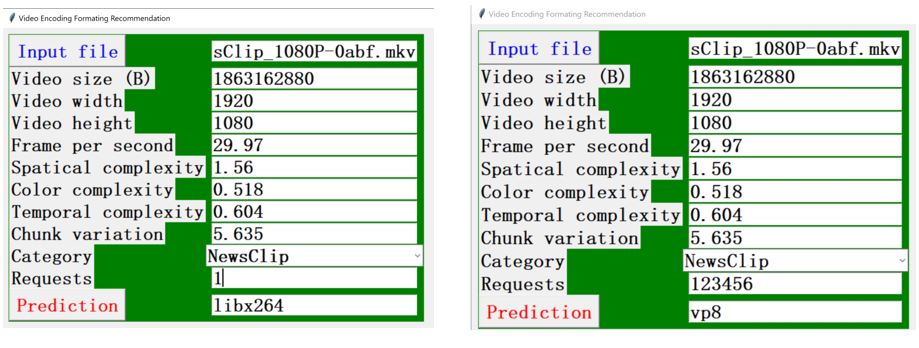 Video Encoding Formating Recommendation
Input file sClip_1080P-0abf.mkv
Video size (B) 1863162880
Video width 1920
Video height 1080
Frame per second 29.97
Spatical complexity 1.56
Color complexity 0.518
Temporal complexity 0.604
Chunk variation 5.635
Category NewsClip
Requests 1
Prediction libx264
Video Encoding Formating Recommendation
Input file sClip_1080P-0abf.mkv
Video size (B) 1863162880
Video width 1920
Video height 1080
Frame per second 29.97
Spatical complexity 1.56
Color complexity 0.518
Temporal complexity 0.604
Chunk variation 5.635
Category NewsClip
Requests 123456
Prediction vp8